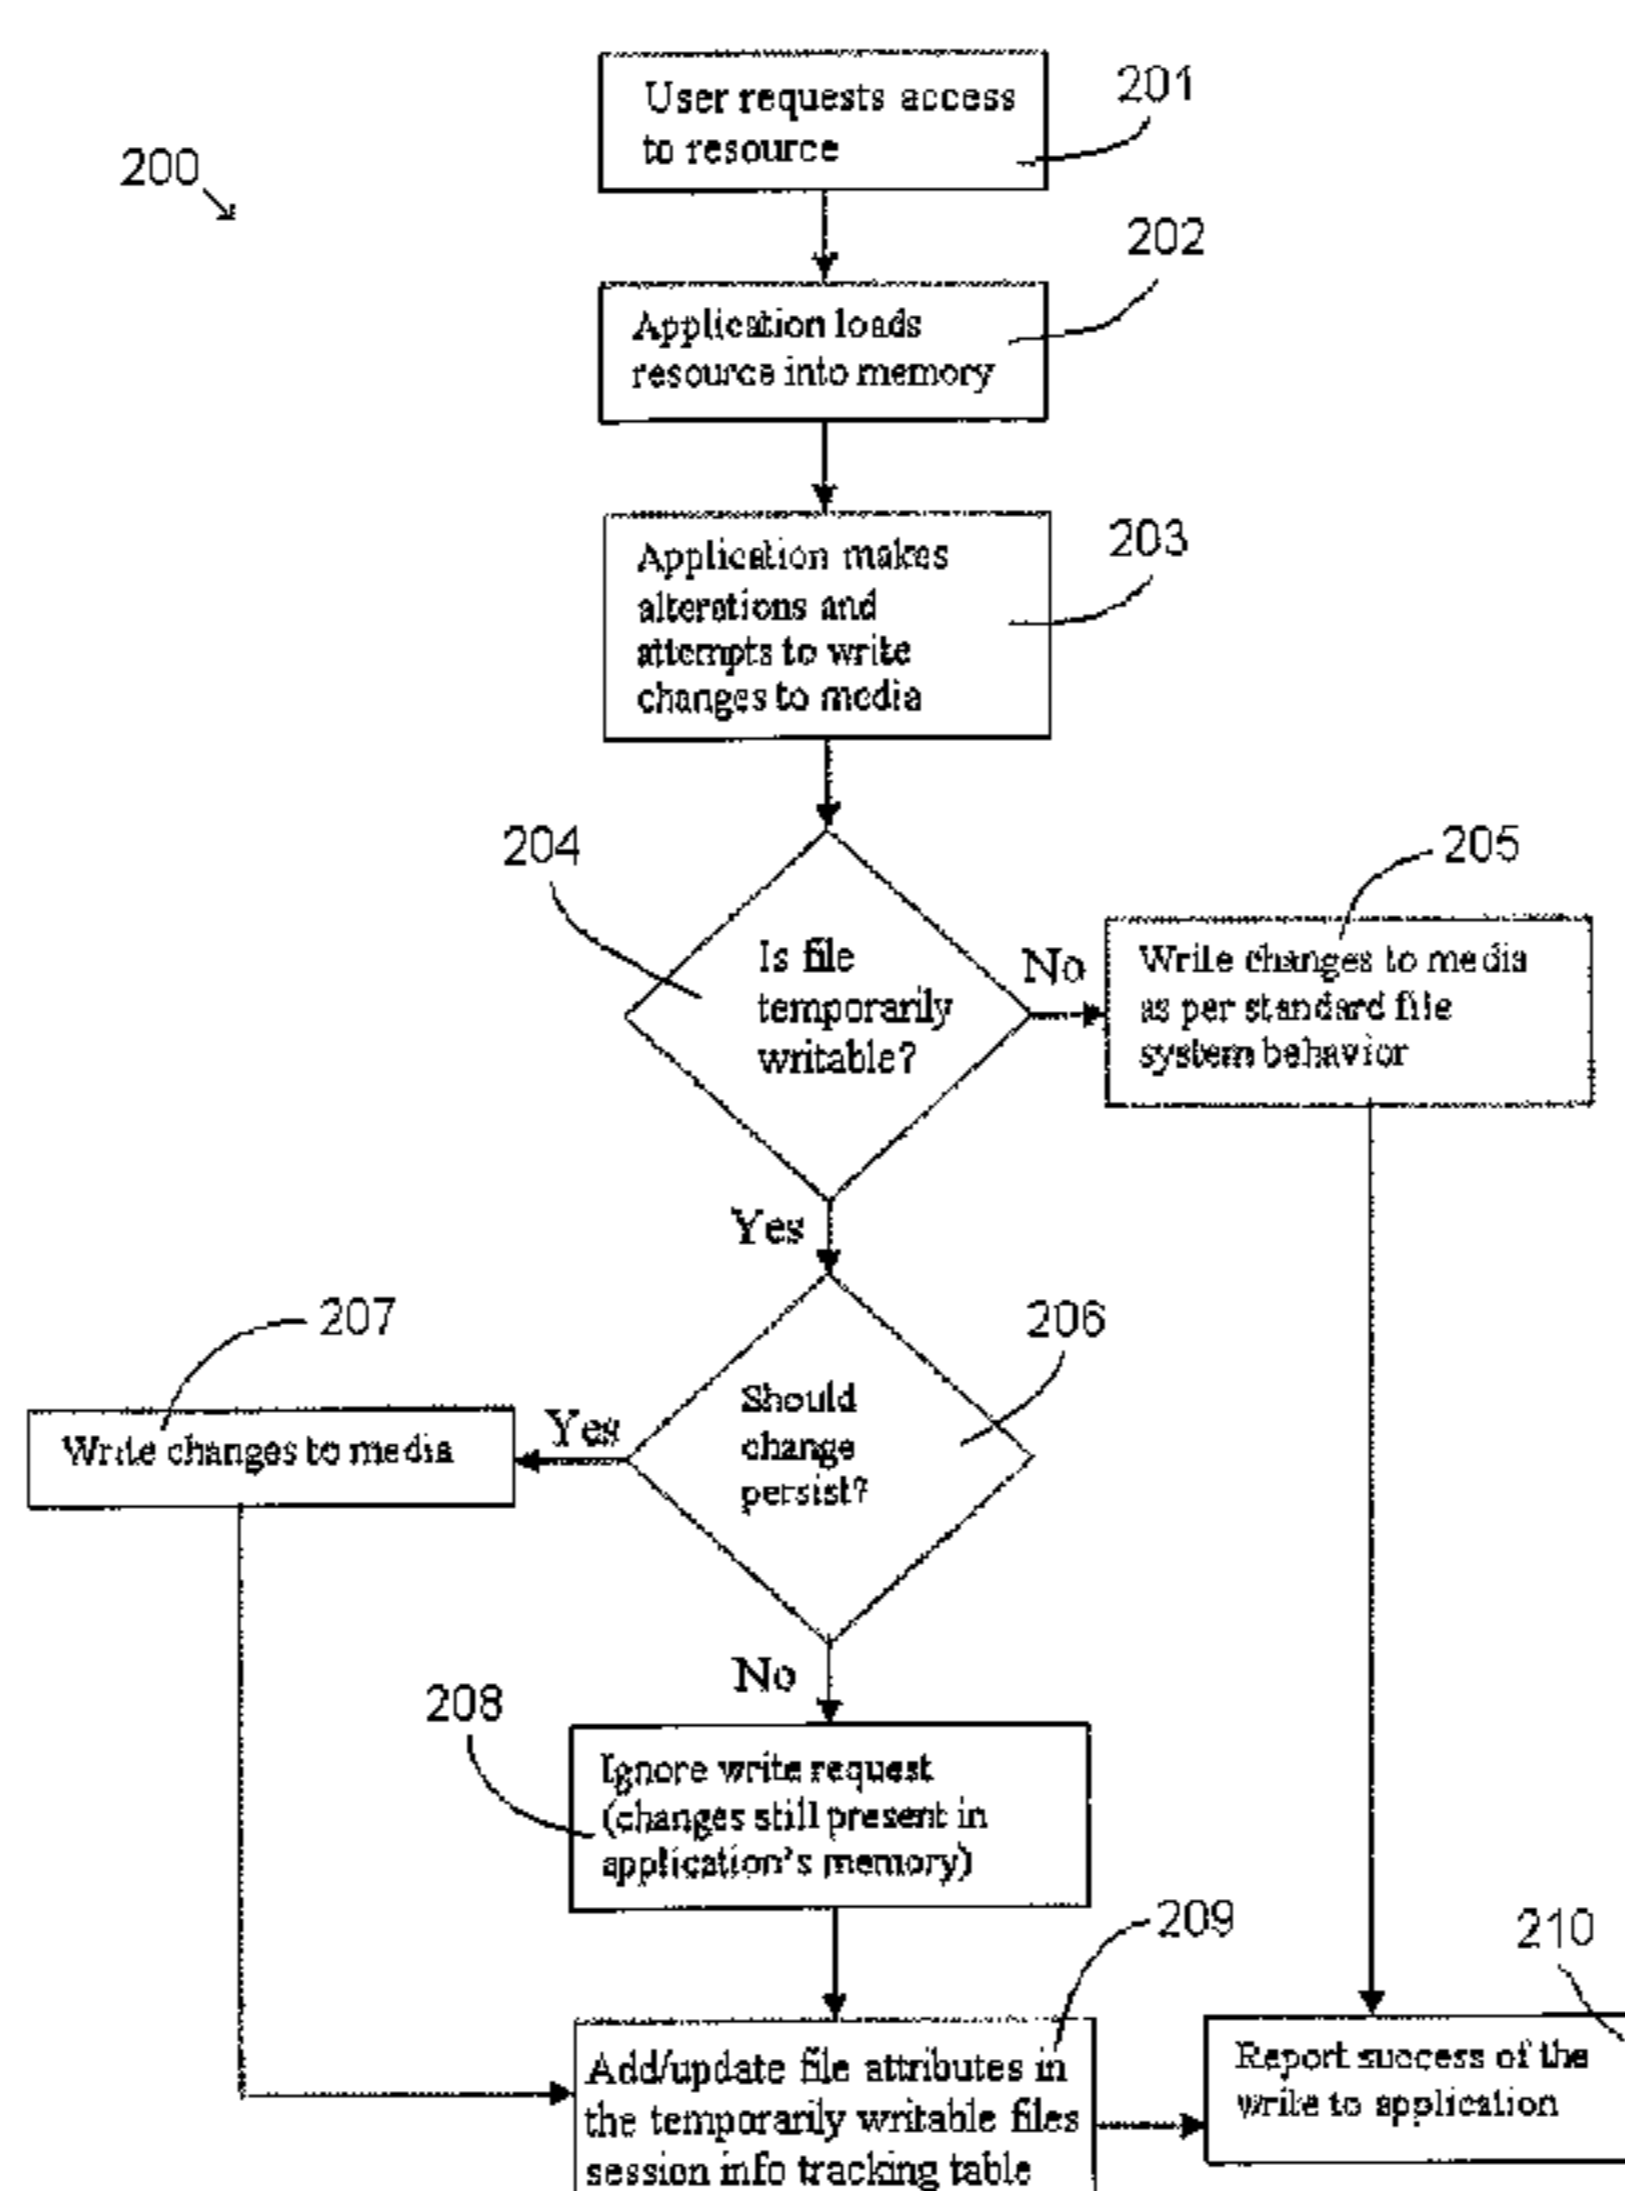 User requests access
to resource
201
200
202
Application loads
resource into memory
203
Application makes
alterations and
attempts to write
changes to media
204
205
Is file
temporarily
writable?
No
Write changes to media
as per standard file
system behavior
Yes
207
206
Should
change
persist?
Yes
Write changes to media
No
208
Ignore write request
(changes still present in
application's memory)
209
210
Add/update file attributes in
the temporarily writable files
session info tracking table
Report success of the
write to application